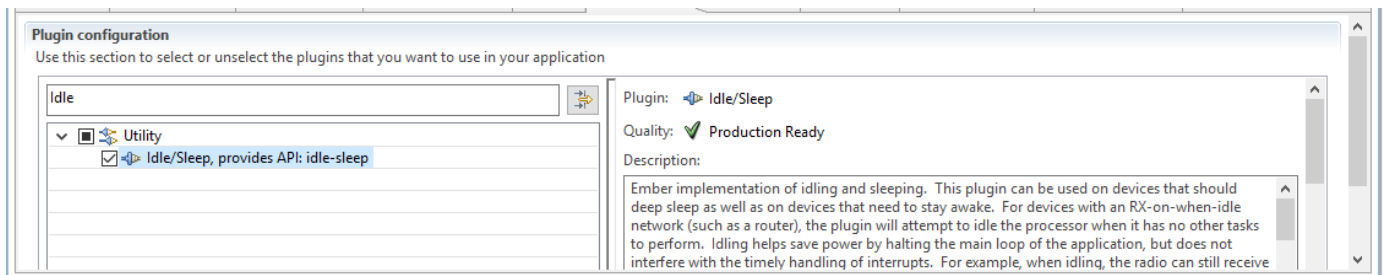 Plugin configuration
Use this section to select or unselect the plugins that you want to use in your application
Idle
Utility
Idle/Sleep, provides API: idle-sleep
Plugin: Idle/Sleep
Quality: Production Ready
Description:
Ember implementation of idling and sleeping. This plugin can be used on devices that should
deep sleep as well as on devices that need to stay awake. For devices with an RX-on-when-idle
network (such as a router), the plugin will attempt to idle the processor when it has no other tasks
to perform. Idling helps save power by halting the main loop of the application, but does not
interfere with the timely handling of interrupts. For example, when idling, the radio can still receive